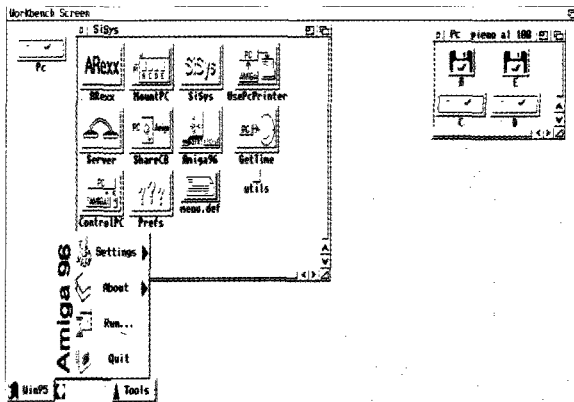 Workbench Screen
SiSys
Pc pieno al 100
Pc
ARexx
ARexx
MountPC
SiSys
SiSys
UsePcPrinter
A
E
C
D
Server
ShareCB
Amiga96
GetTime
ControlPC
Prefs
menu.def
utils
Amiga 96
Settings
About
Run...
Quit
Win95
Tools